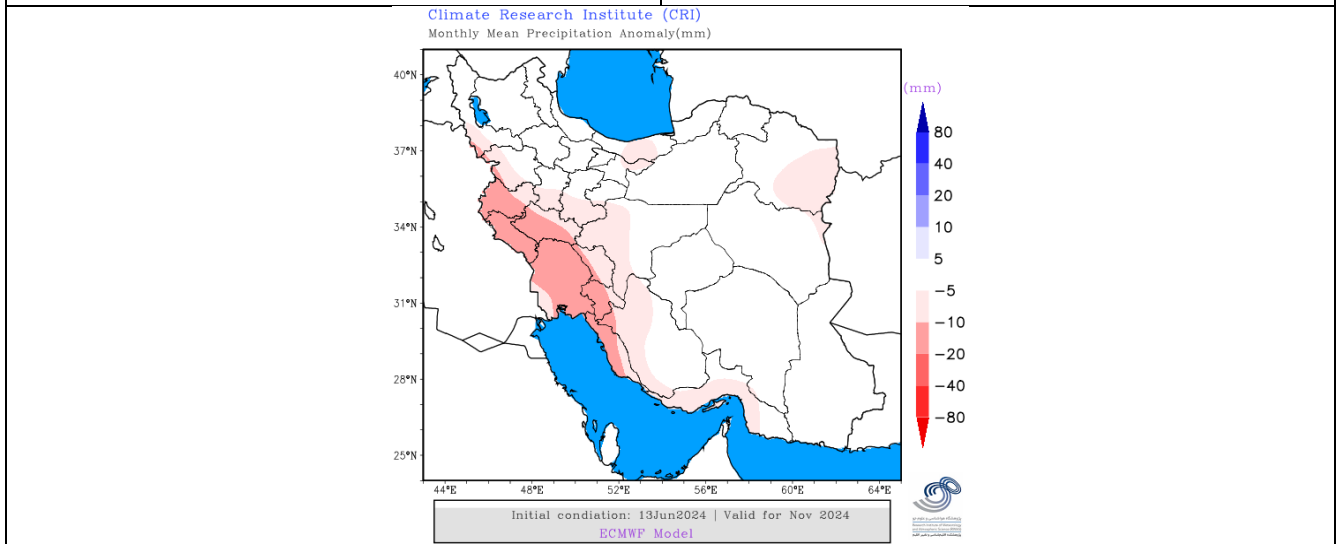 Climate Research Institute (CRI)
Monthly Mean Precipitation Anomaly(mm)
(mm)
40°N
37°N
34°N
31°N
28°N
25°N
80
40
20
10
5
−5
−10
−20
−40
−80
44°E
48°E
52°E
56°E
60°E
64°E
Initial condiation: 13Jun2024 | Valid for Nov 2024
ECMWF Model